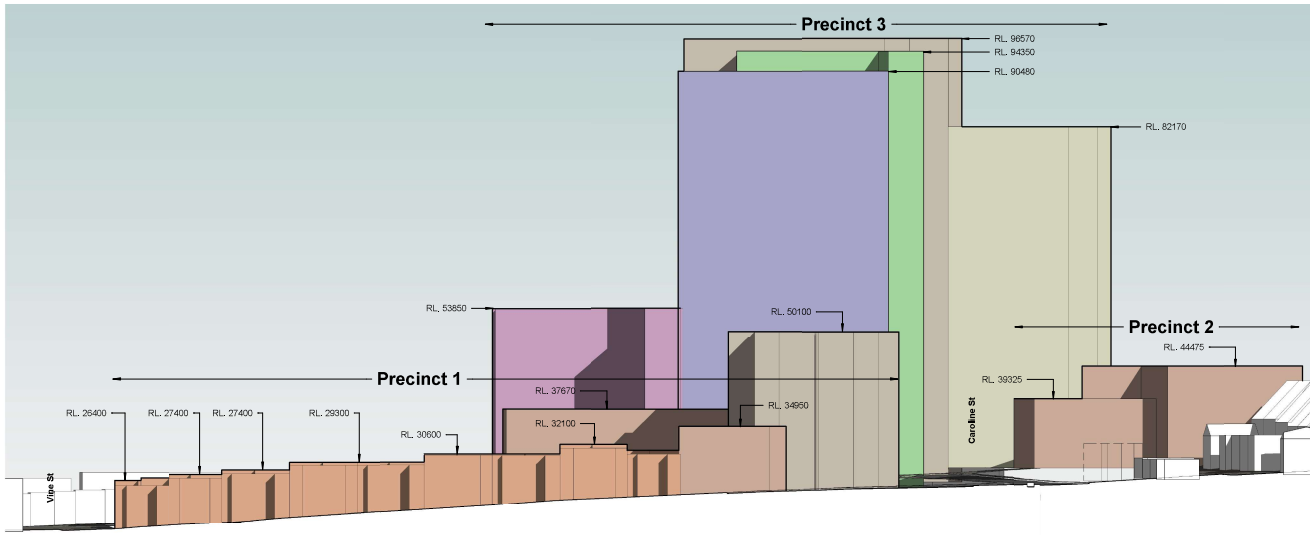 Precinct 3
RL. 96570
RL. 94350
RL. 90480
RL. 82170
RL. 53850
RL. 50100
Precinct 2
RL. 44475
Precinct 1
RL. 39325
RL. 37670
RL. 34950
RL. 26400
RL. 27400
RL. 27400
RL. 29300
RL. 32100
RL. 30600
Caroline St
Vine St